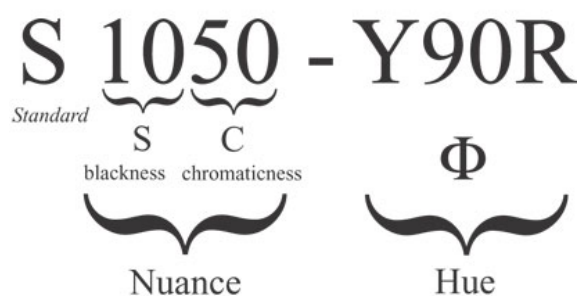 S 1050 - Y90R
Standard
S C Φ
blackness chromaticness
Nuance Hue